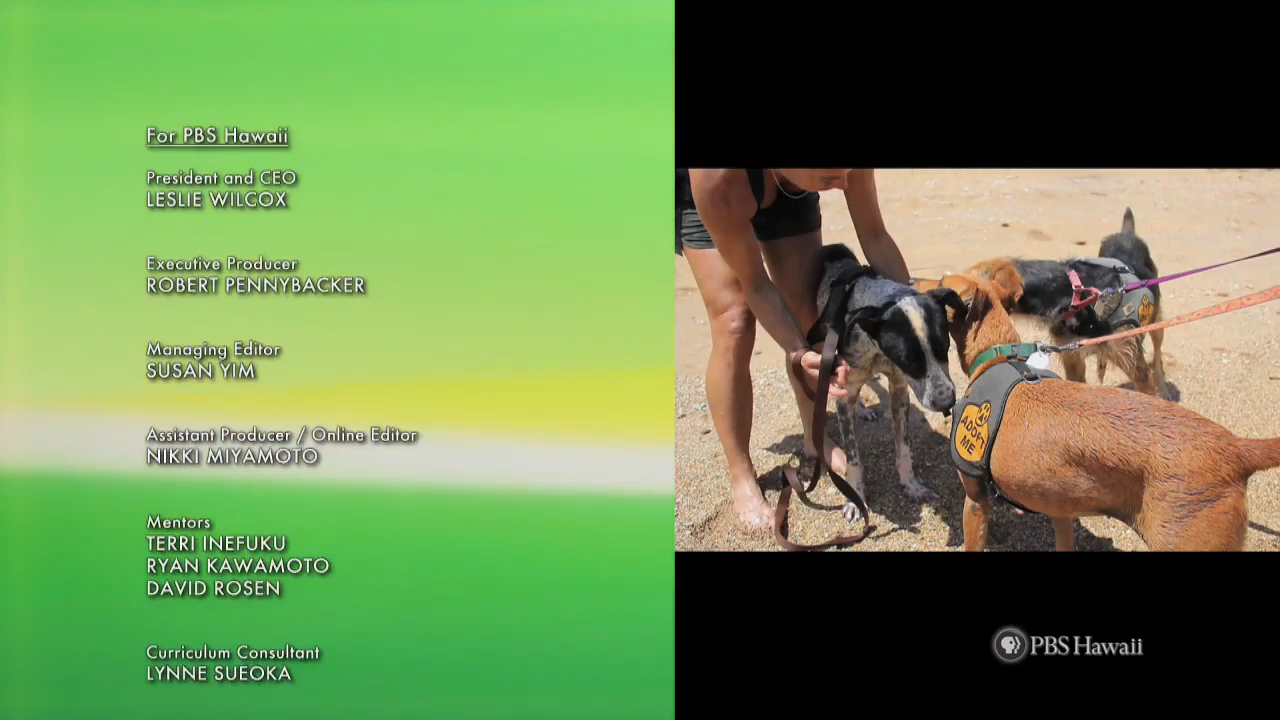 For PBS Hawaii
President and CEO
LESLIE WILCOX
Executive Producer
ROBERT PENNYBACKER
Managing Editor
SUSAN YIM
Assistant Producer / Online Editor
NIKKI MIYAMOTO
Mentors
TERRI INEFUKU
RYAN KAWAMOTO
DAVID ROSEN
Curriculum Consultant
LYNNE SUEOKA
ADOPT
ME
PBS Hawaii